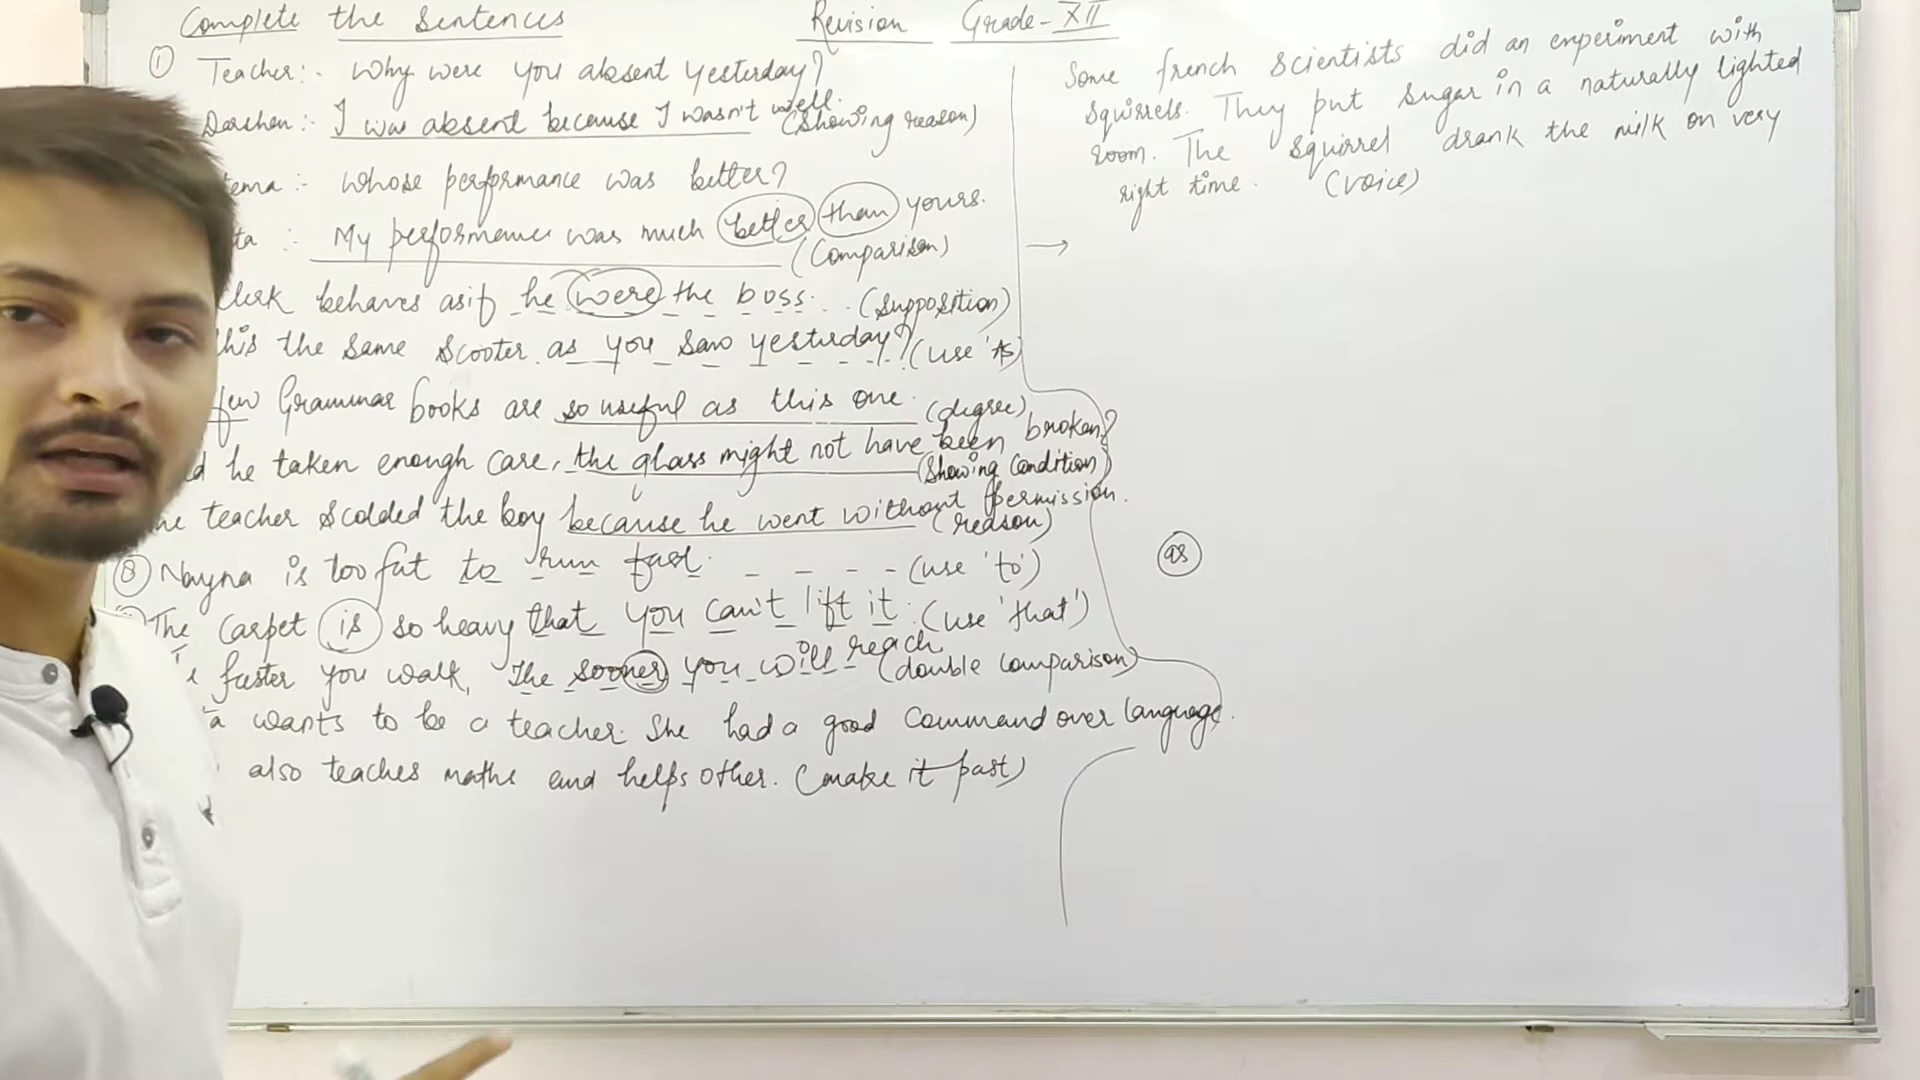 Complete the Sentences Revision Grade-XII
① Teacher:- Why were you absent yesterday?
:- I was absent because I wasn't well. (Showing reason)
ema :- Whose performance was better?
ta :- My performance was much better than yours. (Comparison)
Clerk behaves as if he were the boss. (Supposition)
this the same scooter as you saw yesterday? (use 'As
few Grammar books are so useful as this one. (degree)
d he taken enough care, the glass might not have been broken? (Showing Condition)
he teacher scolded the boy because he went without permission. (reason)
⑧ Nayna is too fat to run fast. (use 'to')
The Carpet is so heavy that you can't lift it. (use 'that')
e faster you walk, The sooner you will reach (double comparison)
a wants to be a teacher. She had a good Command over language.
also teaches maths and helps other. (make it past)
Some french scientists did an experiment with
squirrels. They put sugar in a naturally lighted
room. The squirrel drank the milk on very
right time. (voice)
→
as